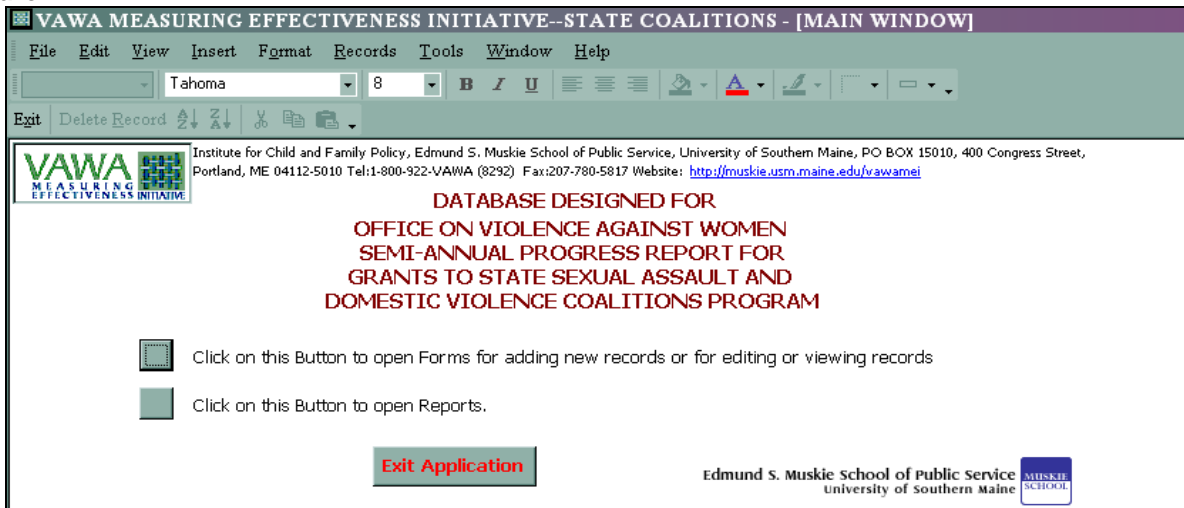 VAWA MEASURING EFFECTIVENESS INITIATIVE--STATE COALITIONS - [MAIN WINDOW]
File Edit View Insert Format Records Tools Window Help
Tahoma 8 B I U A
Exit Delete Record
VAWA
MEASURING
EFFECTIVENESS INITIATIVE
Institute for Child and Family Policy, Edmund S. Muskie School of Public Service, University of Southern Maine, PO BOX 15010, 400 Congress Street,
Portland, ME 04112-5010 Tel:1-800-922-VAWA (8292) Fax:207-780-5817 Website: http://muskie.usm.maine.edu/vawamei
DATABASE DESIGNED FOR
OFFICE ON VIOLENCE AGAINST WOMEN
SEMI-ANNUAL PROGRESS REPORT FOR
GRANTS TO STATE SEXUAL ASSAULT AND
DOMESTIC VIOLENCE COALITIONS PROGRAM
Click on this Button to open Forms for adding new records or for editing or viewing records
Click on this Button to open Reports.
Exit Application
Edmund S. Muskie School of Public Service
University of Southern Maine
MUSKIE
SCHOOL